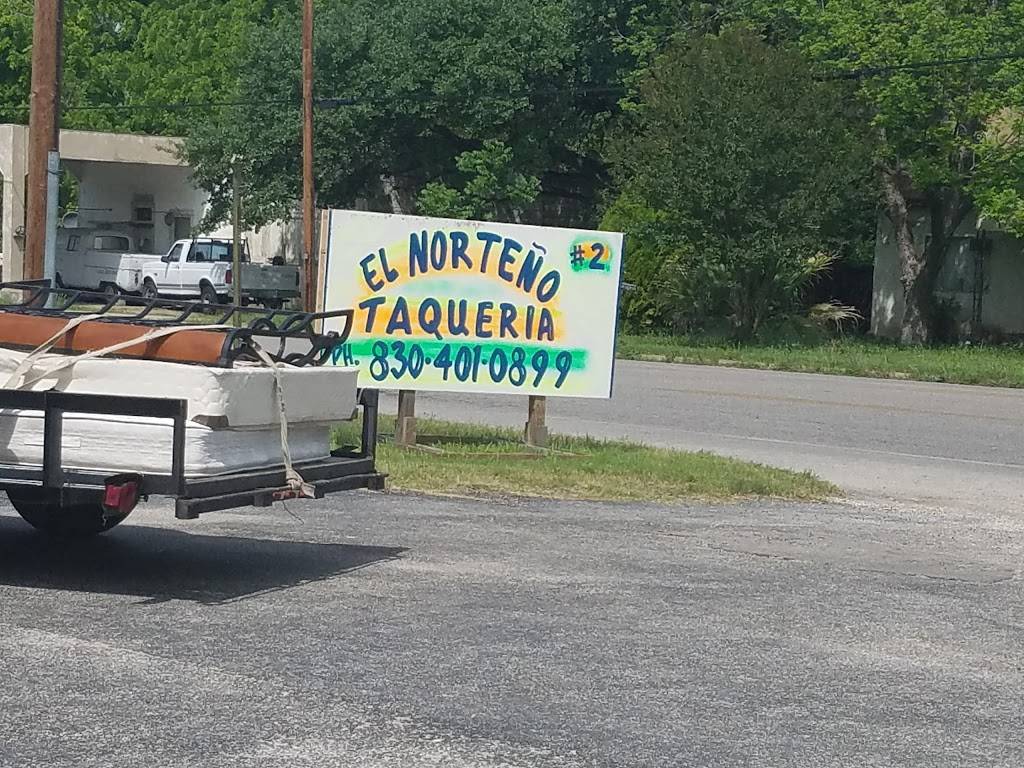 EL NORTEÑO
#2
TAQUERIA
PH. 830-401-0899